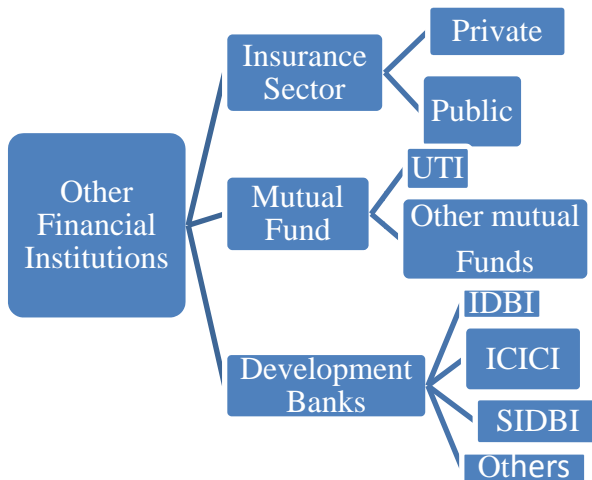 Other
Financial
Institutions
Insurance
Sector
Private
Public
Mutual
Fund
UTI
Other mutual
Funds
Development
Banks
IDBI
ICICI
SIDBI
Others